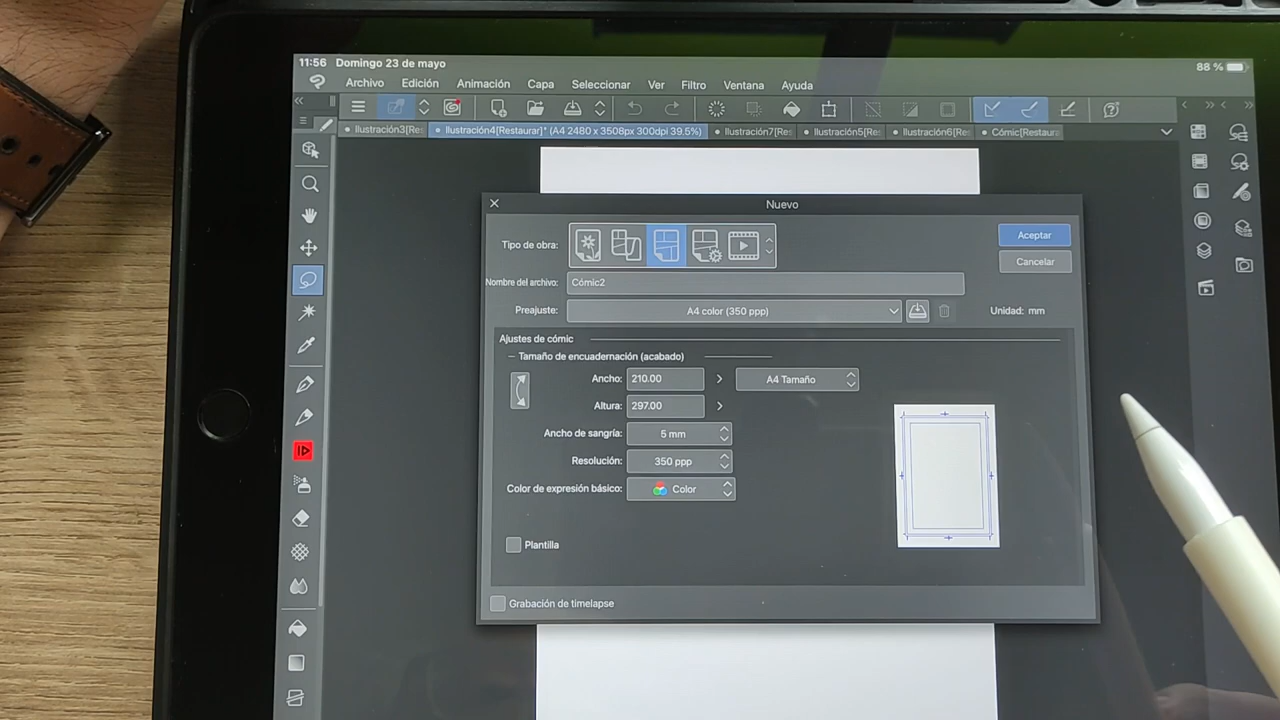 11:56 Domingo 23 de mayo
88 %
Archivo Edición Animación Capa Seleccionar Ver Filtro Ventana Ayuda
Ilustración3[Res Ilustración4[Restaurar]* (A4 2480 x 3508px 300dpi 39.5%) Ilustración7[Res Ilustración5[Res Ilustración6[Res Cómic[Restaura
Nuevo
Tipo de obra:
Aceptar
Cancelar
Nombre del archivo: Cómic2
Preajuste: A4 color (350 ppp) Unidad: mm
Ajustes de cómic
Tamaño de encuadernación (acabado)
Ancho: 210.00 A4 Tamaño
Altura: 297.00
Ancho de sangría: 5 mm
Resolución: 350 ppp
Color de expresión básico: Color
Plantilla
Grabación de timelapse